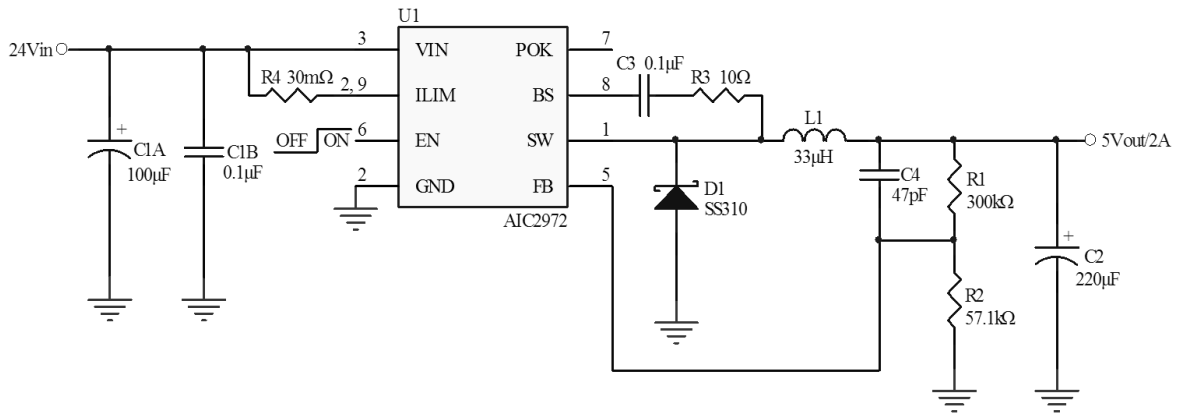 U1
24Vin
3
VIN
POK
7
R4 30mΩ
2, 9
ILIM
BS
8
C3 0.1μF
R3 10Ω
OFF
ON
6
EN
SW
1
L1
33μH
5Vout/2A
C1A
100μF
+
C1B
0.1μF
2
GND
FB
5
AIC2972
D1
SS310
C4
47pF
R1
300kΩ
+
C2
220μF
R2
57.1kΩ